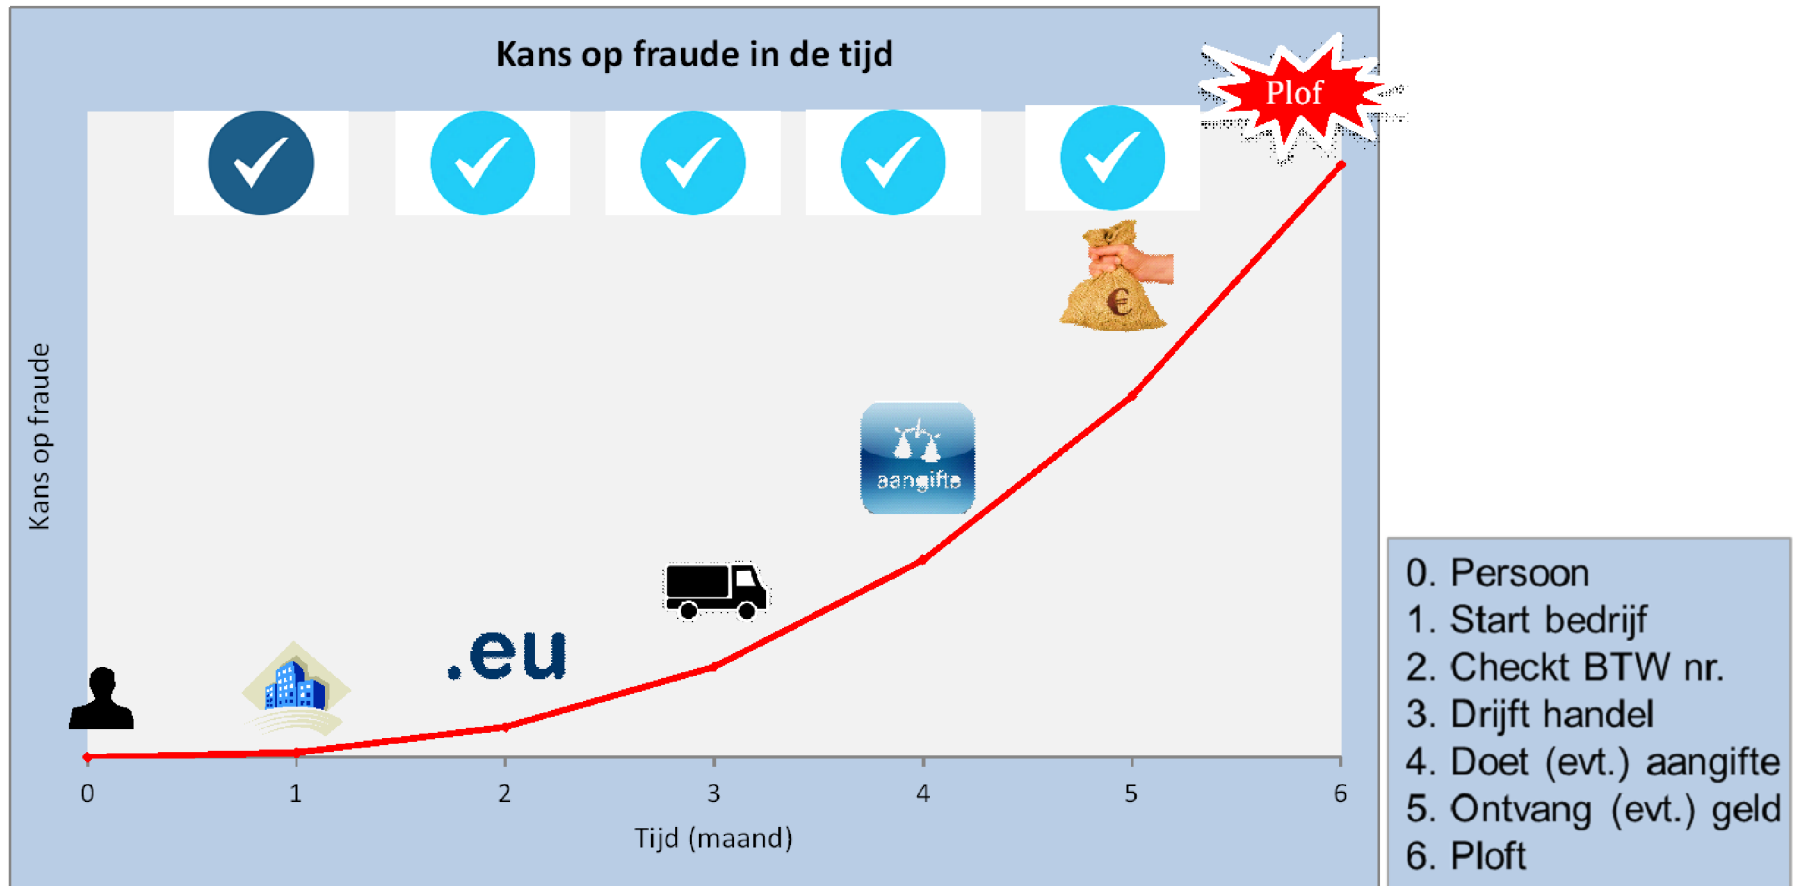 Kans op fraude in de tijd
Plof
Kans op fraude
.eu
€
aangifte
0 1 2 3 4 5 6
Tijd (maand)
0. Persoon
1. Start bedrijf
2. Checkt BTW nr.
3. Drijft handel
4. Doet (evt.) aangifte
5. Ontvang (evt.) geld
6. Ploft